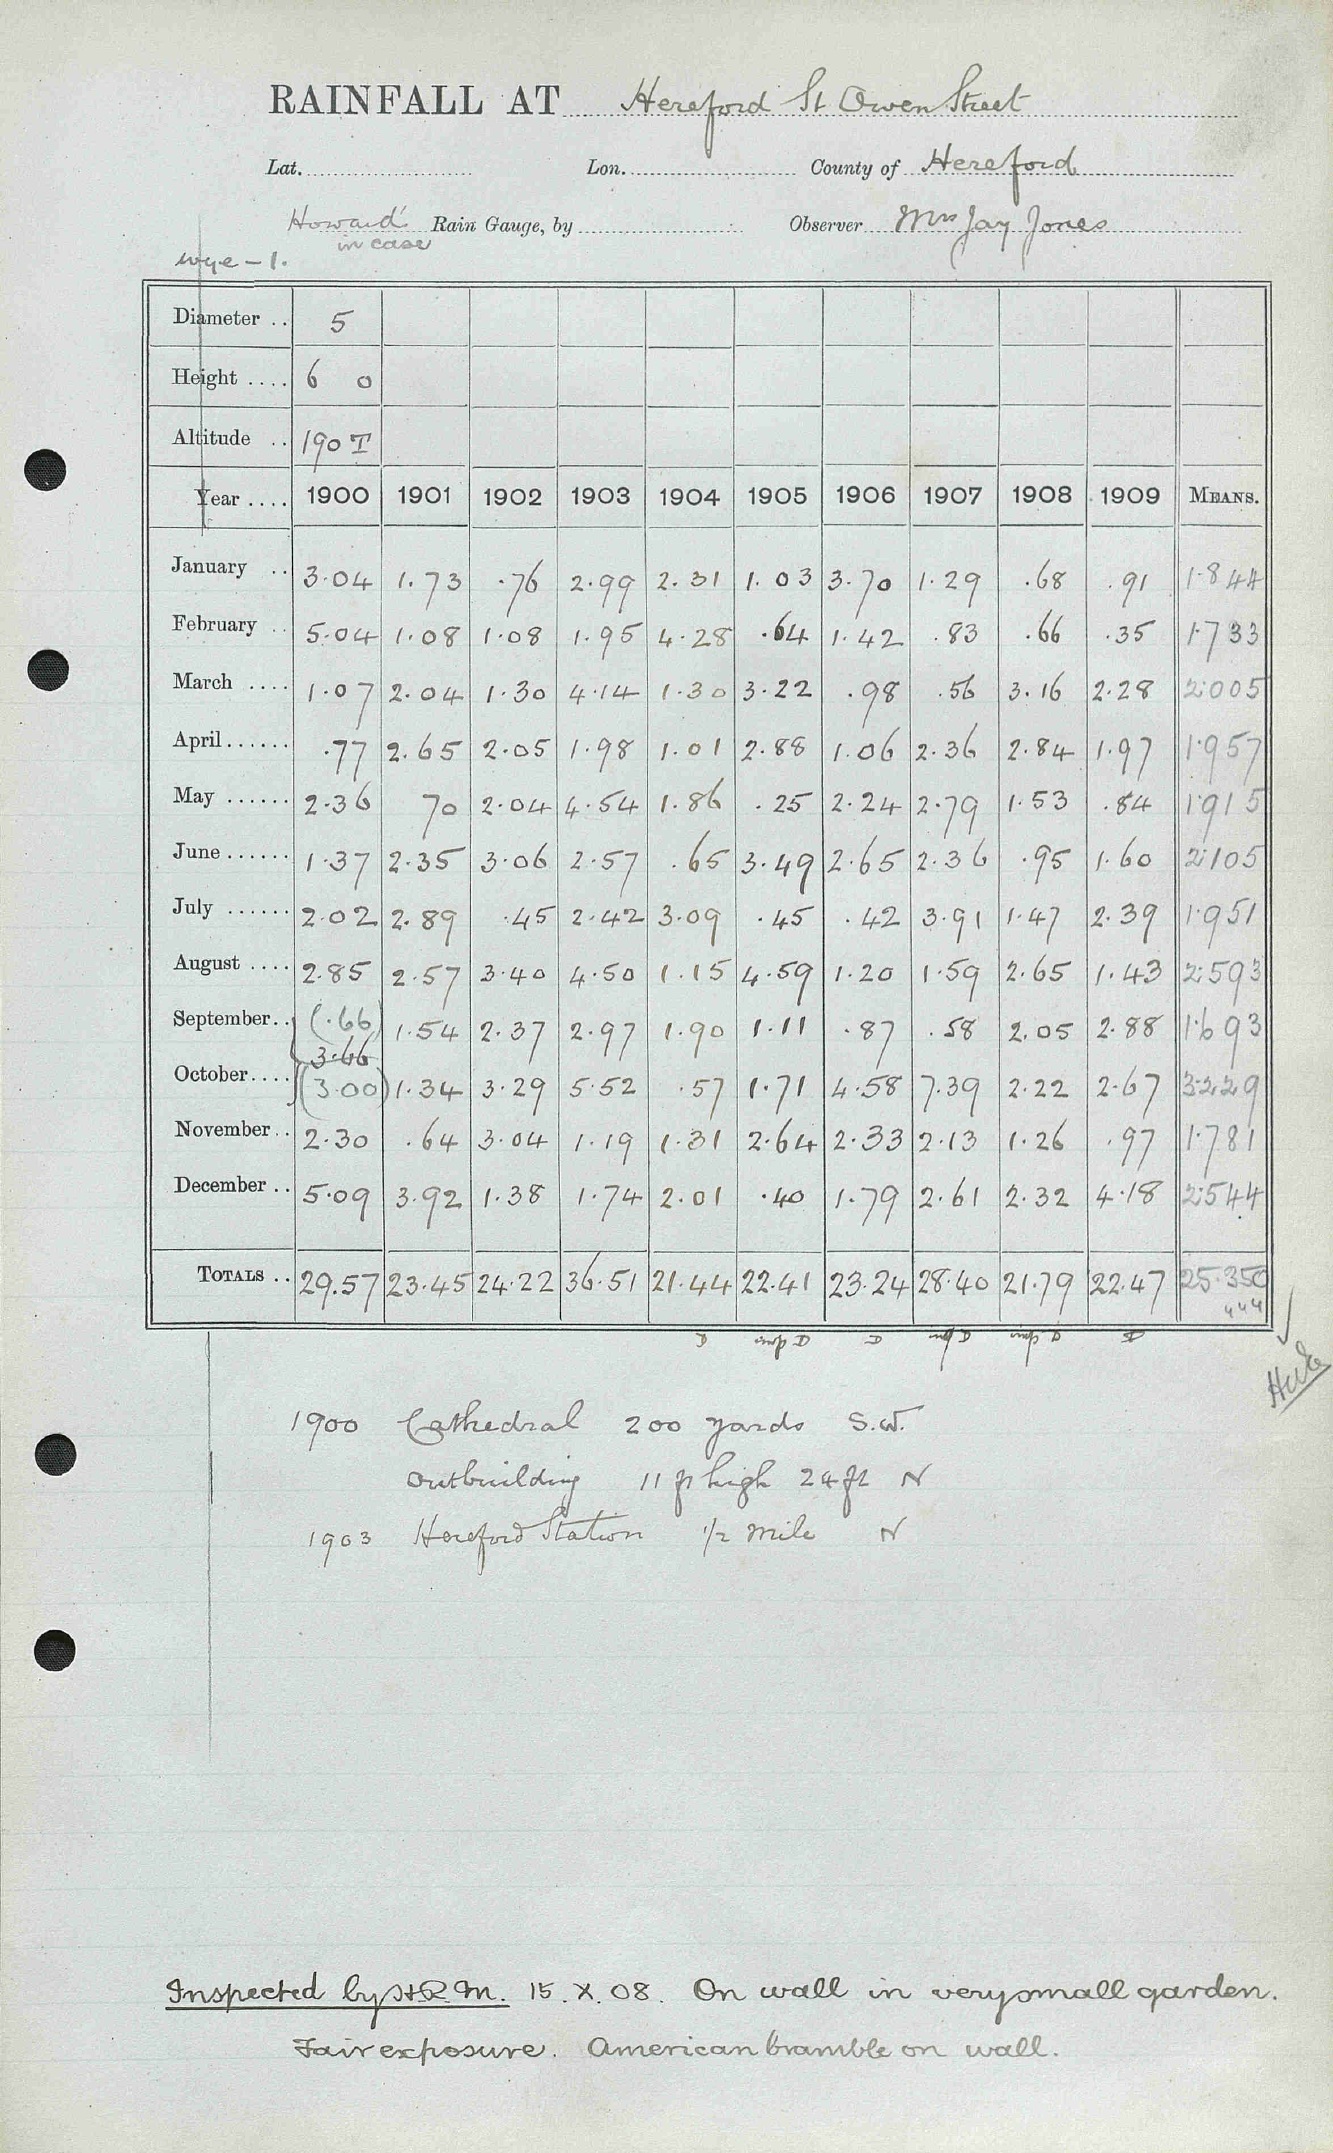 RAINFALL AT Hereford St Owen Street
Lat. Lon. County of Hereford
Howard's Rain Gauge, by Observer Mrs Jay Jones
in case
Wye - 1.
Diameter .. 5
Height .... 6 0
Altitude .. 190 T
Year .... 1900 1901 1902 1903 1904 1905 1906 1907 1908 1909 MEANS.
January .. 3.04 1.73 .76 2.99 2.31 1.03 3.70 1.29 .68 .91 1.844
February .. 5.04 1.08 1.08 1.95 4.28 .64 1.42 .83 .66 .35 1.733
March .... 1.07 2.04 1.30 4.14 1.30 3.22 .98 .56 3.16 2.28 2.005
April...... .77 2.65 2.05 1.98 1.01 2.88 1.06 2.36 2.84 1.97 1.957
May ...... 2.36 70 2.04 4.54 1.86 .25 2.24 2.79 1.53 .84 1.915
June ...... 1.37 2.35 3.06 2.57 .65 3.49 2.65 2.36 .95 1.60 2.105
July ...... 2.02 2.89 .45 2.42 3.09 .45 .42 3.91 1.47 2.39 1.951
August .... 2.85 2.57 3.40 4.50 1.15 4.59 1.20 1.59 2.65 1.43 2.593
September.. (.66) 1.54 2.37 2.97 1.90 1.11 .87 .58 2.05 2.88 1.693
3.66
October.... (3.00) 1.34 3.29 5.52 .57 1.71 4.58 7.39 2.22 2.67 3.229
November.. 2.30 .64 3.04 1.19 1.31 2.64 2.33 2.13 1.26 .97 1.781
December .. 5.09 3.92 1.38 1.74 2.01 .40 1.79 2.61 2.32 4.18 2.544
TOTALS .. 29.57 23.45 24.22 36.51 21.44 22.41 23.24 28.40 21.79 22.47 25.350
1900 Cathedral 200 yards S.W.
Outbuilding 11 ft high 24 ft N
1903 Hereford Station 1/2 mile N
Inspected by H.R.M. 15.X.08. On wall in very small garden.
Fair exposure. American bramble on wall.